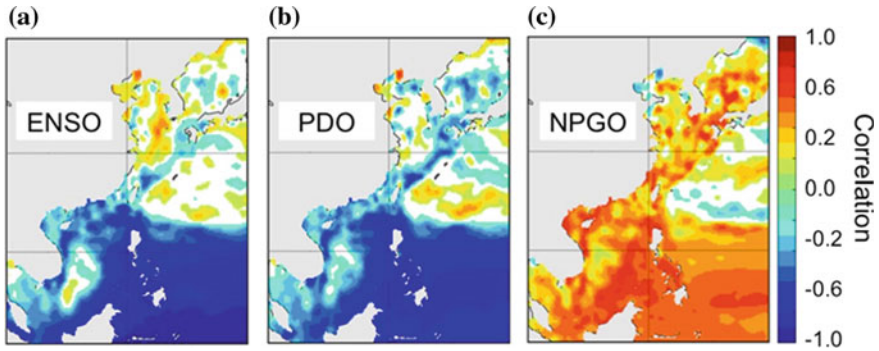 (a)
(b)
(c)
ENSO
PDO
NPGO
1.0
0.6
0.2
0.0
-0.2
-0.6
-1.0
Correlation